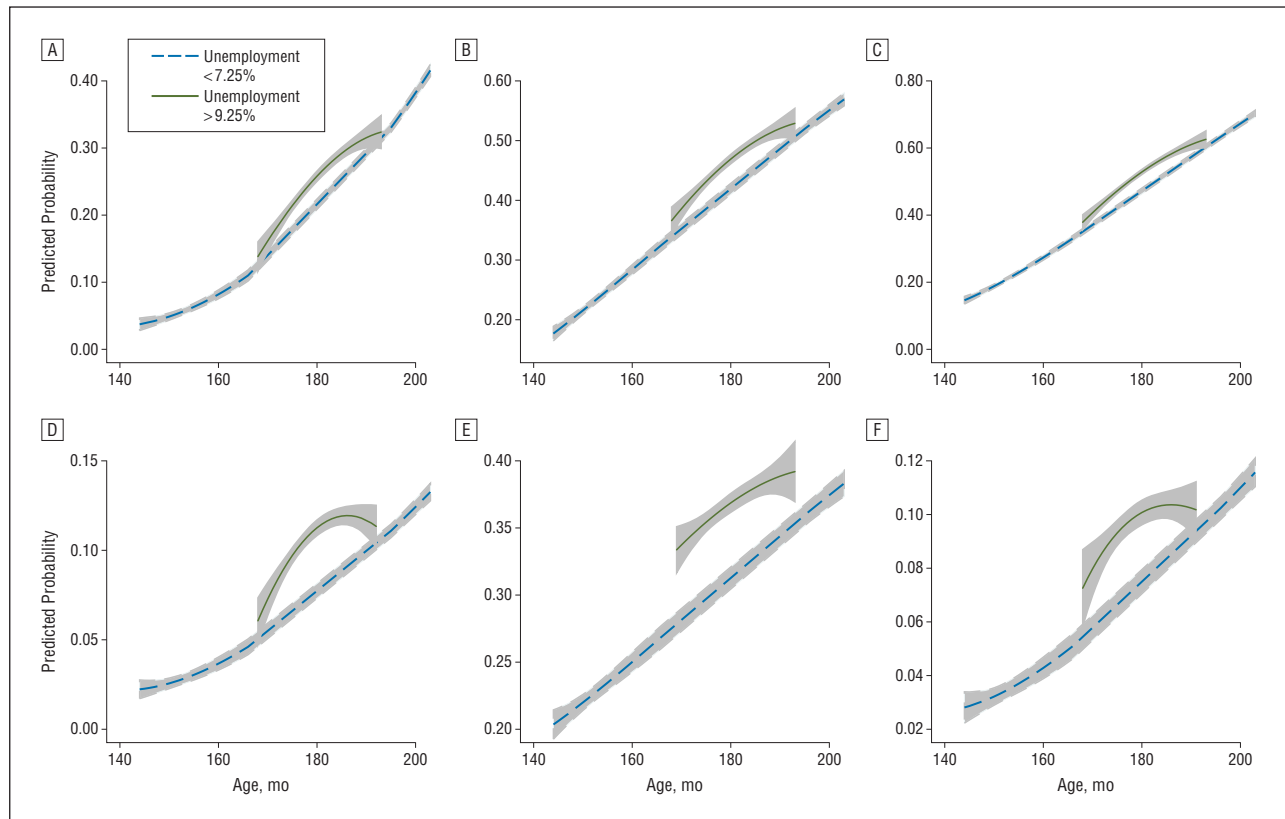 A
Unemployment
<7.25%
Unemployment
>9.25%
B
C
0.40
0.30
0.20
0.10
0.00
Predicted Probability
140 160 180 200
0.60
0.50
0.40
0.30
0.20
140 160 180 200
0.80
0.60
0.40
0.20
0.00
140 160 180 200
D
E
F
0.15
0.10
0.05
0.00
Predicted Probability
140 160 180 200
Age, mo
0.40
0.35
0.30
0.25
0.20
140 160 180 200
Age, mo
0.12
0.10
0.08
0.06
0.04
0.02
140 160 180 200
Age, mo